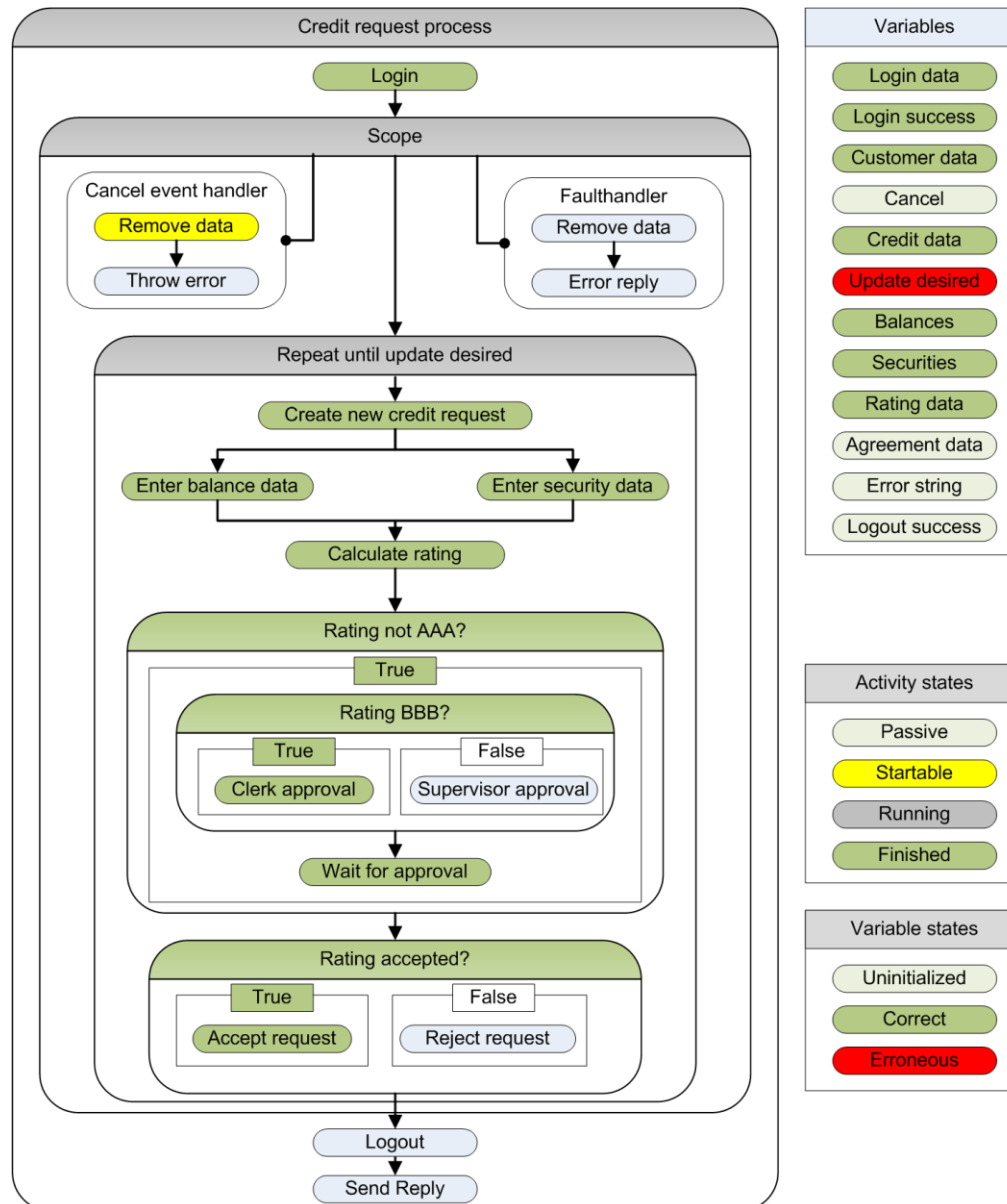 Credit request process
Login
Scope
Cancel event handler
Remove data
Throw error
Faulthandler
Remove data
Error reply
Repeat until update desired
Create new credit request
Enter balance data
Enter security data
Calculate rating
Rating not AAA?
True
Rating BBB?
True
False
Clerk approval
Supervisor approval
Wait for approval
Rating accepted?
True
False
Accept request
Reject request
Logout
Send Reply
Variables
Login data
Login success
Customer data
Cancel
Credit data
Update desired
Balances
Securities
Rating data
Agreement data
Error string
Logout success
Activity states
Passive
Startable
Running
Finished
Variable states
Uninitialized
Correct
Erroneous